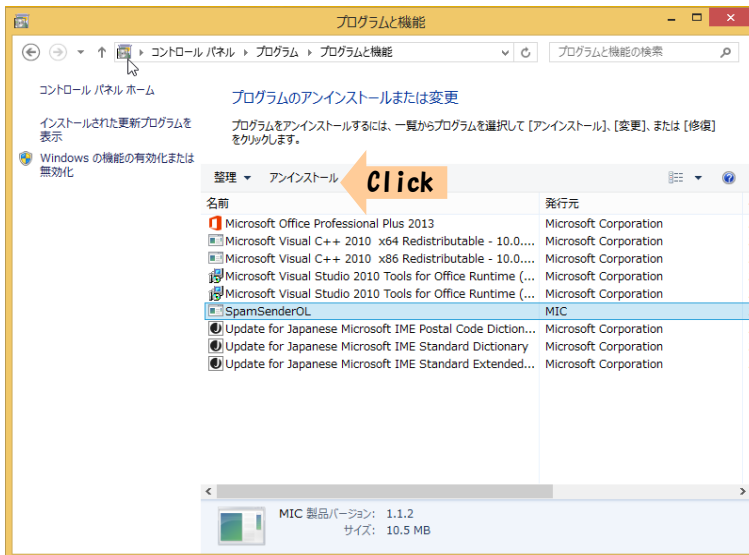 プログラムと機能
コントロール パネル ▸ プログラム ▸ プログラムと機能
プログラムと機能の検索
コントロール パネル ホーム
インストールされた更新プログラムを
表示
Windows の機能の有効化または
無効化
プログラムのアンインストールまたは変更
プログラムをアンインストールするには、一覧からプログラムを選択して [アンインストール]、[変更]、または [修復]
をクリックします。
整理 アンインストール Click
名前 発行元
Microsoft Office Professional Plus 2013 Microsoft Corporation
Microsoft Visual C++ 2010 x64 Redistributable - 10.0.... Microsoft Corporation
Microsoft Visual C++ 2010 x86 Redistributable - 10.0.... Microsoft Corporation
Microsoft Visual Studio 2010 Tools for Office Runtime (... Microsoft Corporation
Microsoft Visual Studio 2010 Tools for Office Runtime (... Microsoft Corporation
SpamSenderOL MIC
Update for Japanese Microsoft IME Postal Code Diction... Microsoft Corporation
Update for Japanese Microsoft IME Standard Dictionary Microsoft Corporation
Update for Japanese Microsoft IME Standard Extended... Microsoft Corporation
MIC 製品バージョン: 1.1.2
サイズ: 10.5 MB